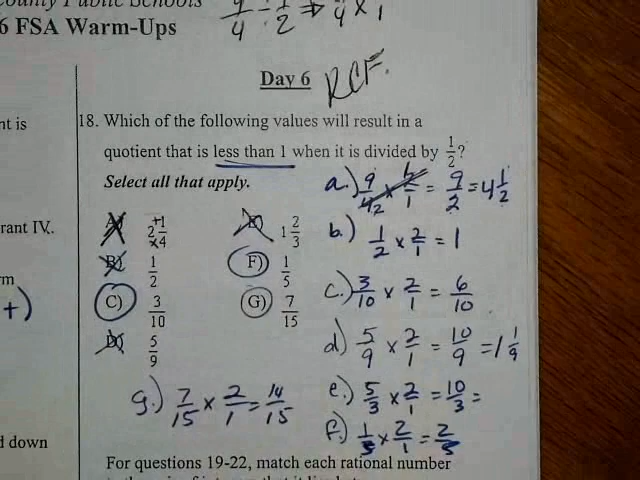 County Public Schools
9/4 ÷ 1/2 ⇒ 9/4 × 1
6 FSA Warm-Ups
Day 6
RCF.
nt is
18. Which of the following values will result in a
quotient that is less than 1 when it is divided by 1/2?
Select all that apply.
rant IV.
rm
+)
d down
A) 2 1/4
+
×
B) 1/2
C) 3/10
D) 5/9
E) 1 2/3
F) 1/5
G) 7/15
a.) 9/4 2 × 2/1 = 9/2 = 4 1/2
b.) 1/2 × 2/1 = 1
c.) 3/10 × 2/1 = 6/10
d) 5/9 × 2/1 = 10/9 = 1 1/9
e.) 5/3 × 2/1 = 10/3 =
f.) 1/5 × 2/1 = 2/5
g.) 7/15 × 2/1 = 14/15
For questions 19-22, match each rational number